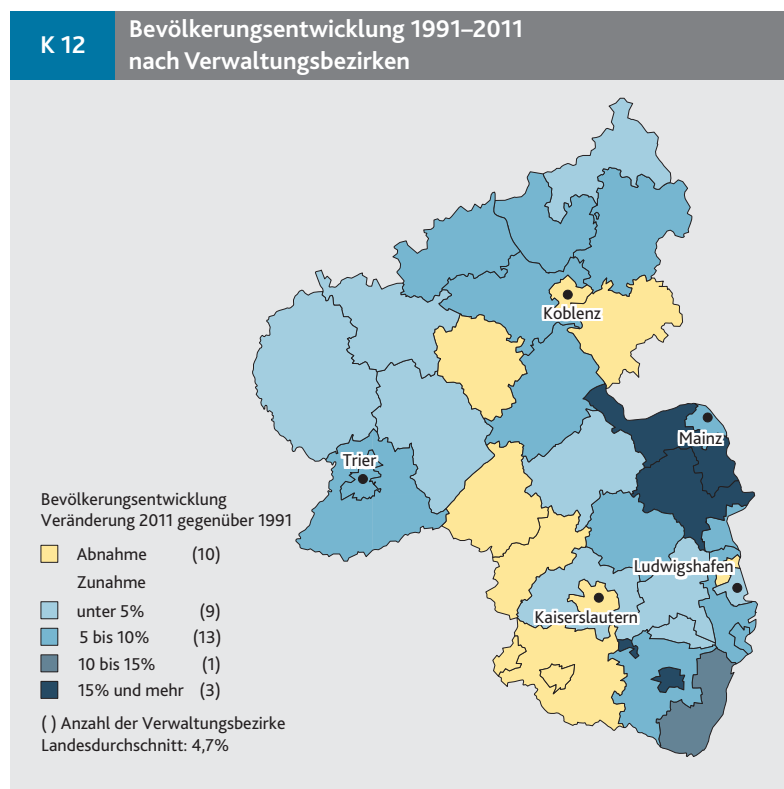 K 12
Bevölkerungsentwicklung 1991–2011
nach Verwaltungsbezirken
Koblenz
Mainz
Trier
Ludwigshafen
Kaiserslautern
Bevölkerungsentwicklung
Veränderung 2011 gegenüber 1991
Abnahme (10)
Zunahme
unter 5% (9)
5 bis 10% (13)
10 bis 15% (1)
15% und mehr (3)
( ) Anzahl der Verwaltungsbezirke
Landesdurchschnitt: 4,7%